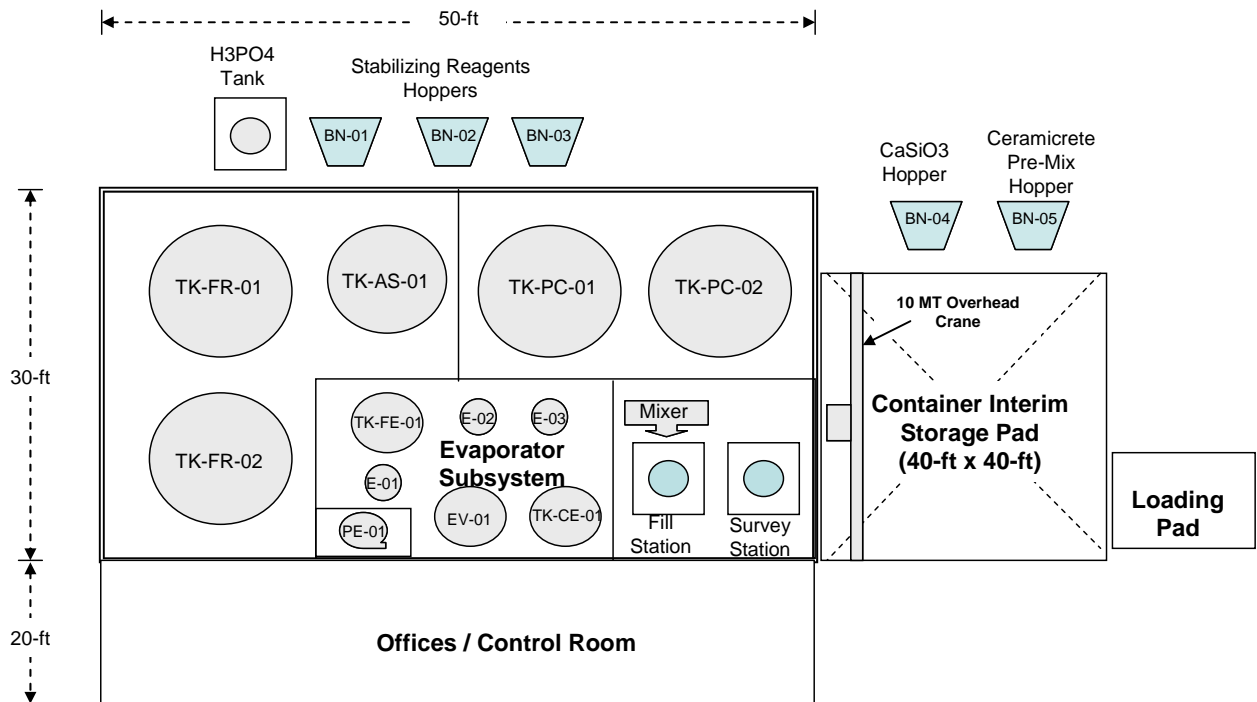 50-ft
H3PO4
Tank
Stabilizing Reagents
Hoppers
BN-01
BN-02
BN-03
CaSiO3
Hopper
Ceramicrete
Pre-Mix
Hopper
BN-04
BN-05
30-ft
TK-FR-01
TK-AS-01
TK-PC-01
TK-PC-02
10 MT Overhead
Crane
TK-FR-02
TK-FE-01
E-02
E-03
Evaporator
Subsystem
E-01
PE-01
EV-01
TK-CE-01
Mixer
Fill
Station
Survey
Station
Container Interim
Storage Pad
(40-ft x 40-ft)
Loading
Pad
20-ft
Offices / Control Room